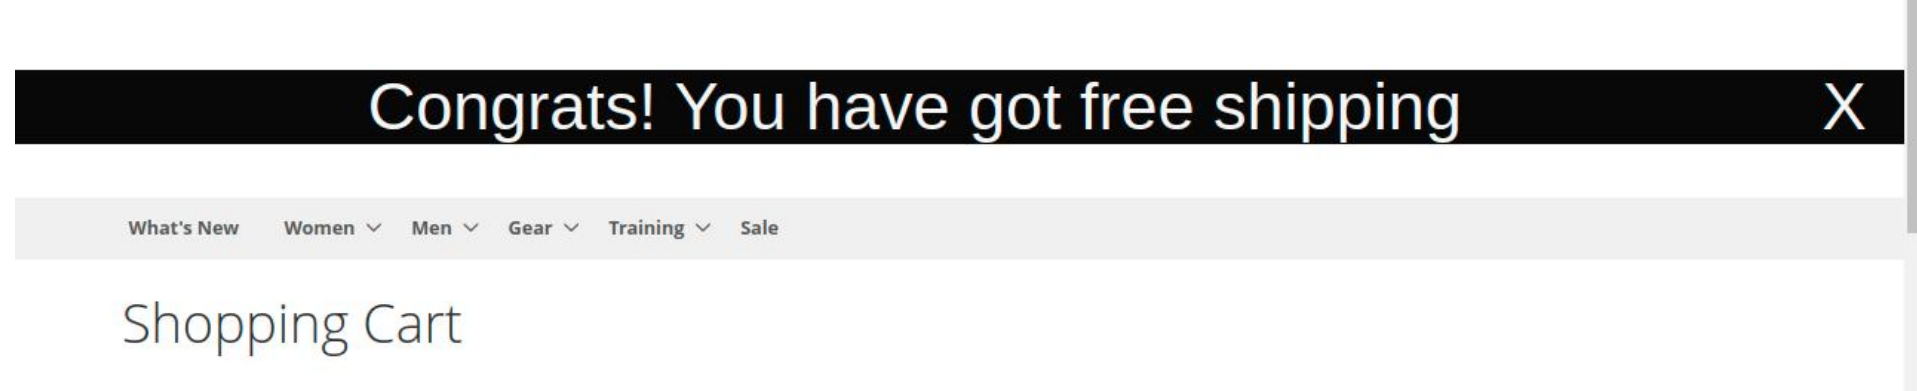 Congrats! You have got free shipping X
What's New Women Men Gear Training Sale
Shopping Cart